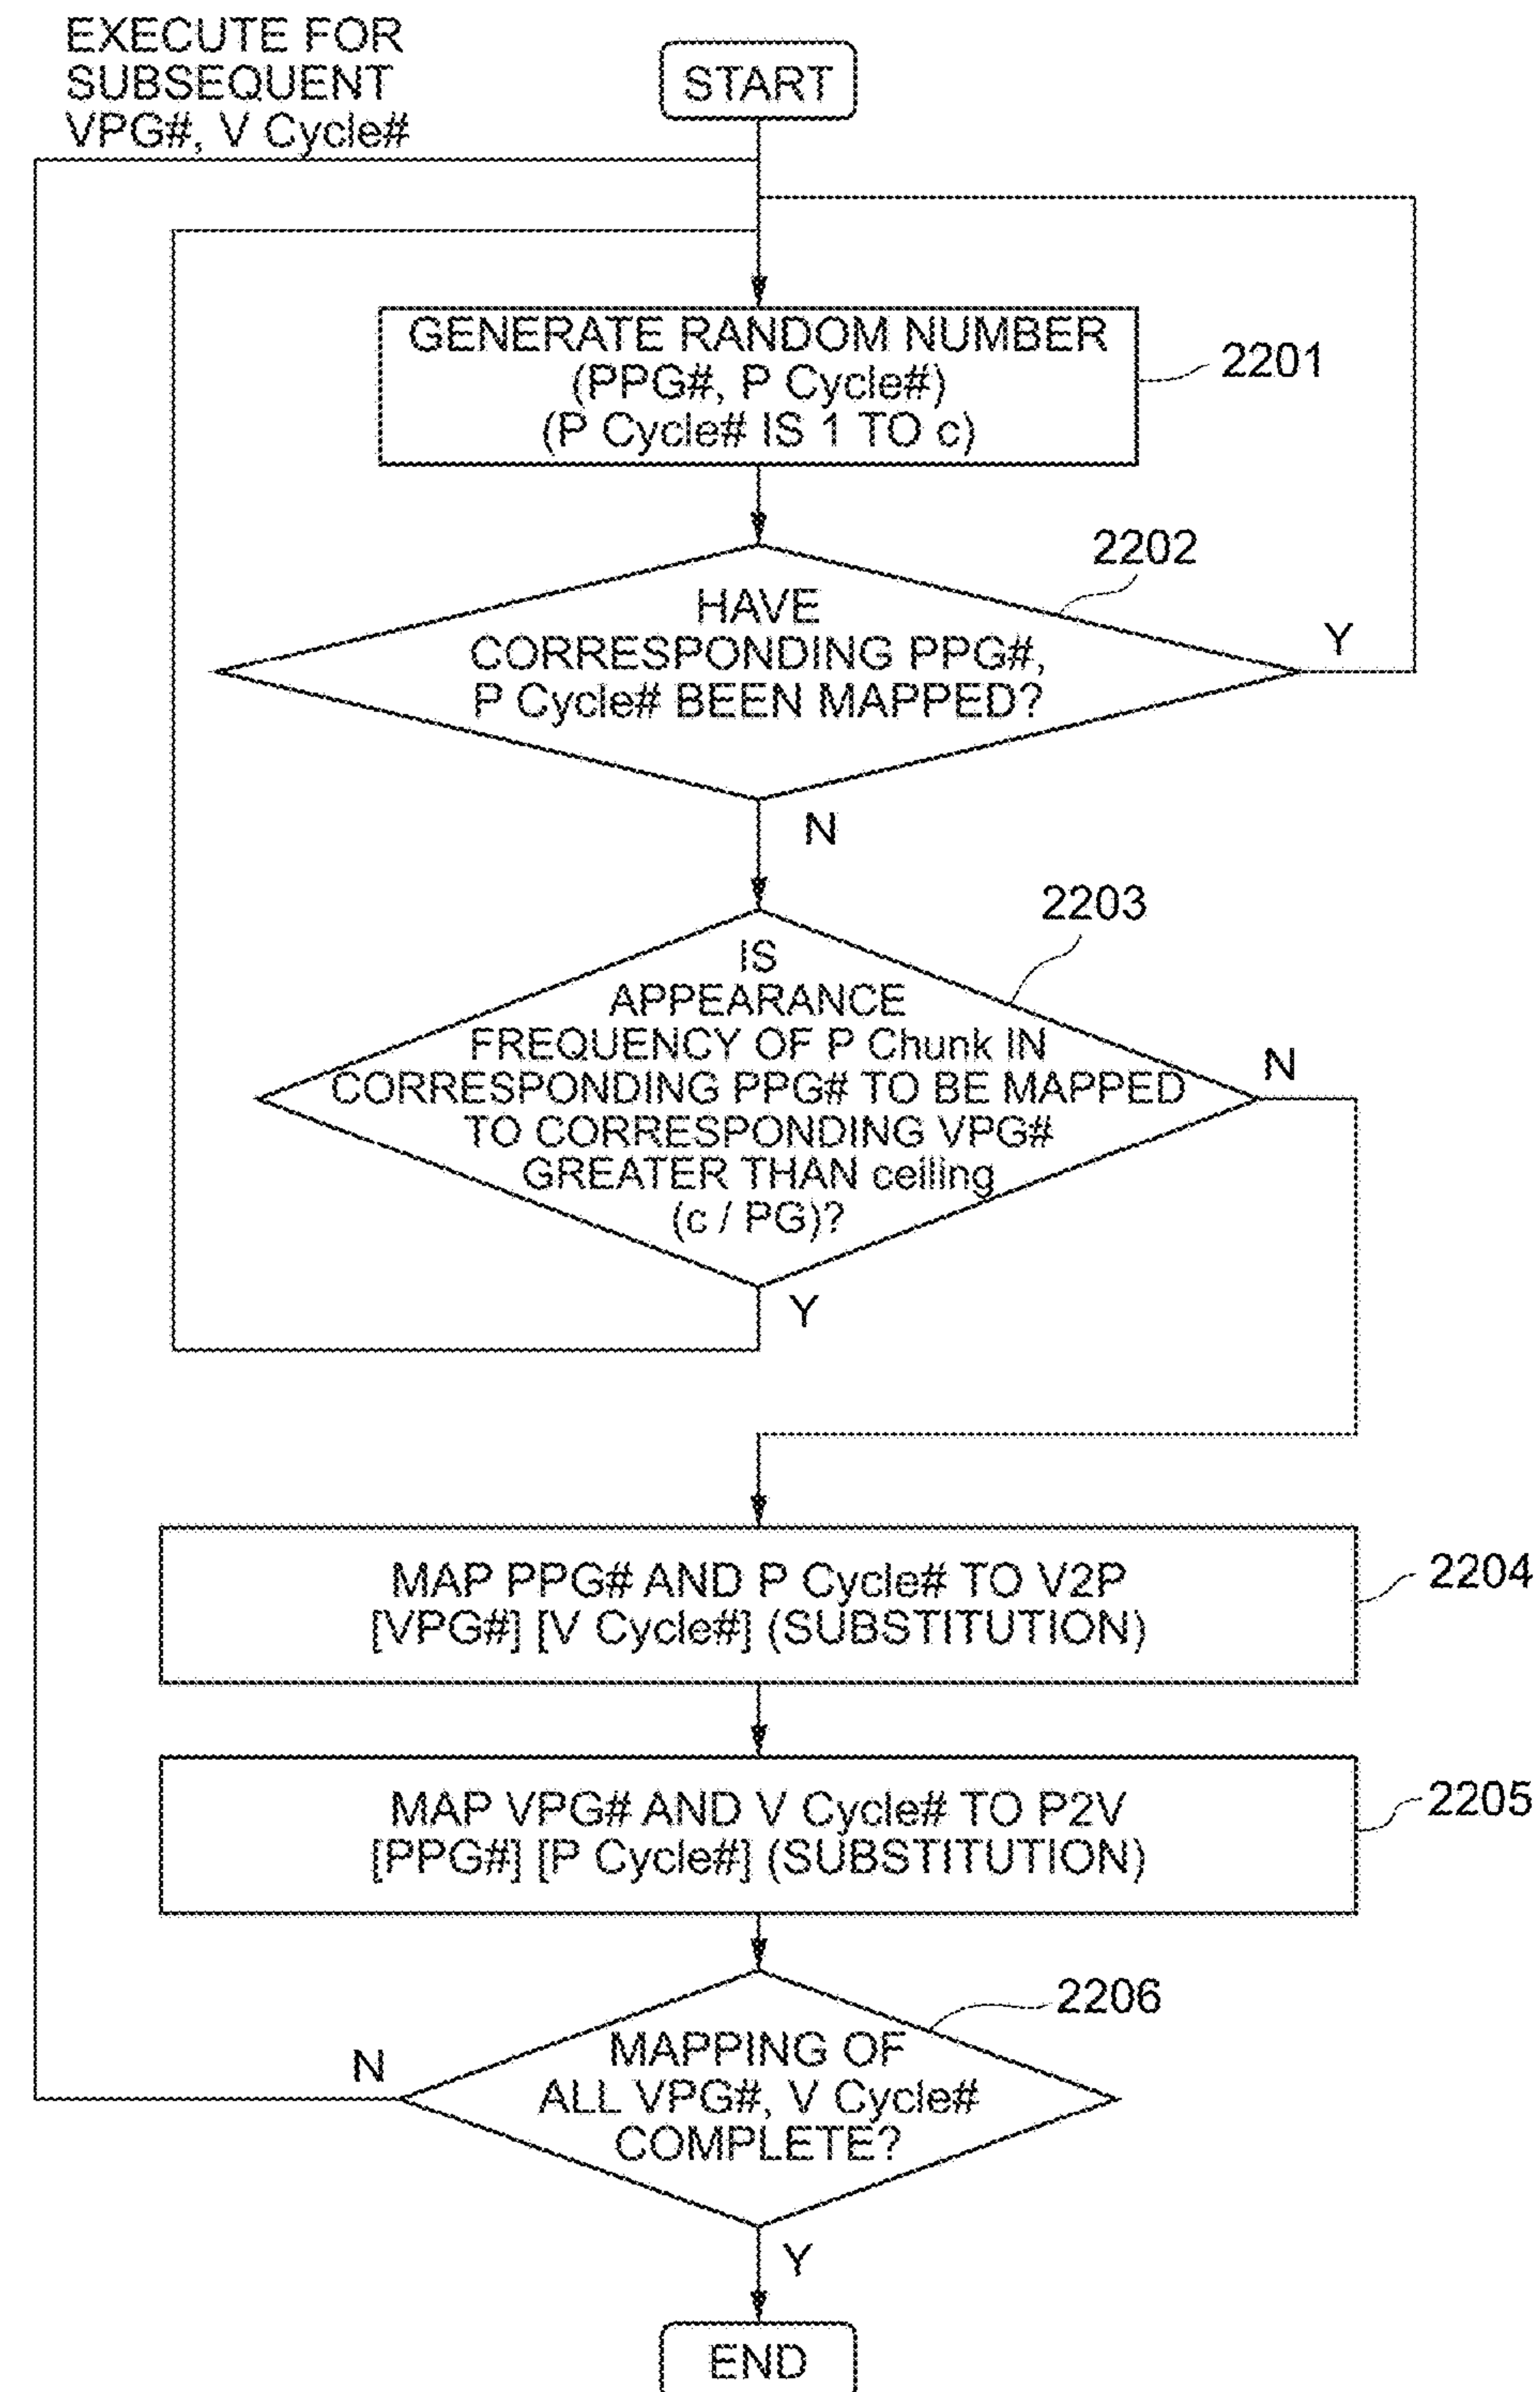 EXECUTE FOR
SUBSEQUENT
VPG#, V Cycle#
START
GENERATE RANDOM NUMBER
(PPG#, P Cycle#)
(P Cycle# IS 1 TO c)
2201
2202
HAVE
CORRESPONDING PPG#,
P Cycle# BEEN MAPPED?
Y
N
2203
IS
APPEARANCE
FREQUENCY OF P Chunk IN
CORRESPONDING PPG# TO BE MAPPED
TO CORRESPONDING VPG#
GREATER THAN ceiling
(c / PG)?
N
Y
MAP PPG# AND P Cycle# TO V2P
[VPG#] [V Cycle#] (SUBSTITUTION)
2204
MAP VPG# AND V Cycle# TO P2V
[PPG#] [P Cycle#] (SUBSTITUTION)
2205
2206
MAPPING OF
ALL VPG#, V Cycle#
COMPLETE?
N
Y
END